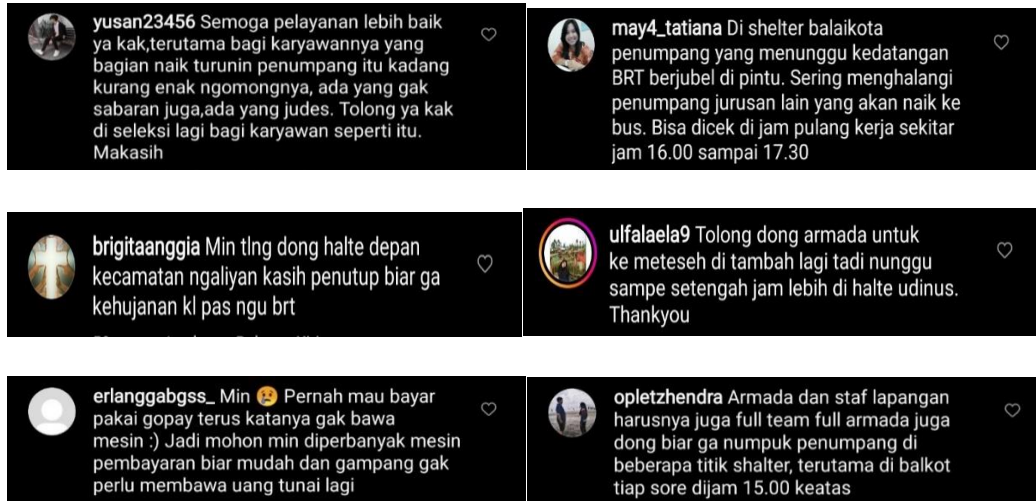 yusan23456 Semoga pelayanan lebih baik
ya kak,terutama bagi karyawannya yang
bagian naik turunin penumpang itu kadang
kurang enak ngomongnya, ada yang gak
sabaran juga,ada yang judes. Tolong ya kak
di seleksi lagi bagi karyawan seperti itu.
Makasih
may4_tatiana Di shelter balaikota
penumpang yang menunggu kedatangan
BRT berjubel di pintu. Sering menghalangi
penumpang jurusan lain yang akan naik ke
bus. Bisa dicek di jam pulang kerja sekitar
jam 16.00 sampai 17.30
brigitaanggia Min tlng dong halte depan
kecamatan ngaliyan kasih penutup biar ga
kehujanan kl pas ngu brt
ulfalaela9 Tolong dong armada untuk
ke meteseh di tambah lagi tadi nunggu
sampe setengah jam lebih di halte udinus.
Thankyou
erlanggabgss_ Min 😢 Pernah mau bayar
pakai gopay terus katanya gak bawa
mesin :) Jadi mohon min diperbanyak mesin
pembayaran biar mudah dan gampang gak
perlu membawa uang tunai lagi
opletzhendra Armada dan staf lapangan
harusnya juga full team full armada juga
dong biar ga numpuk penumpang di
beberapa titik shalter, terutama di balkot
tiap sore dijam 15.00 keatas